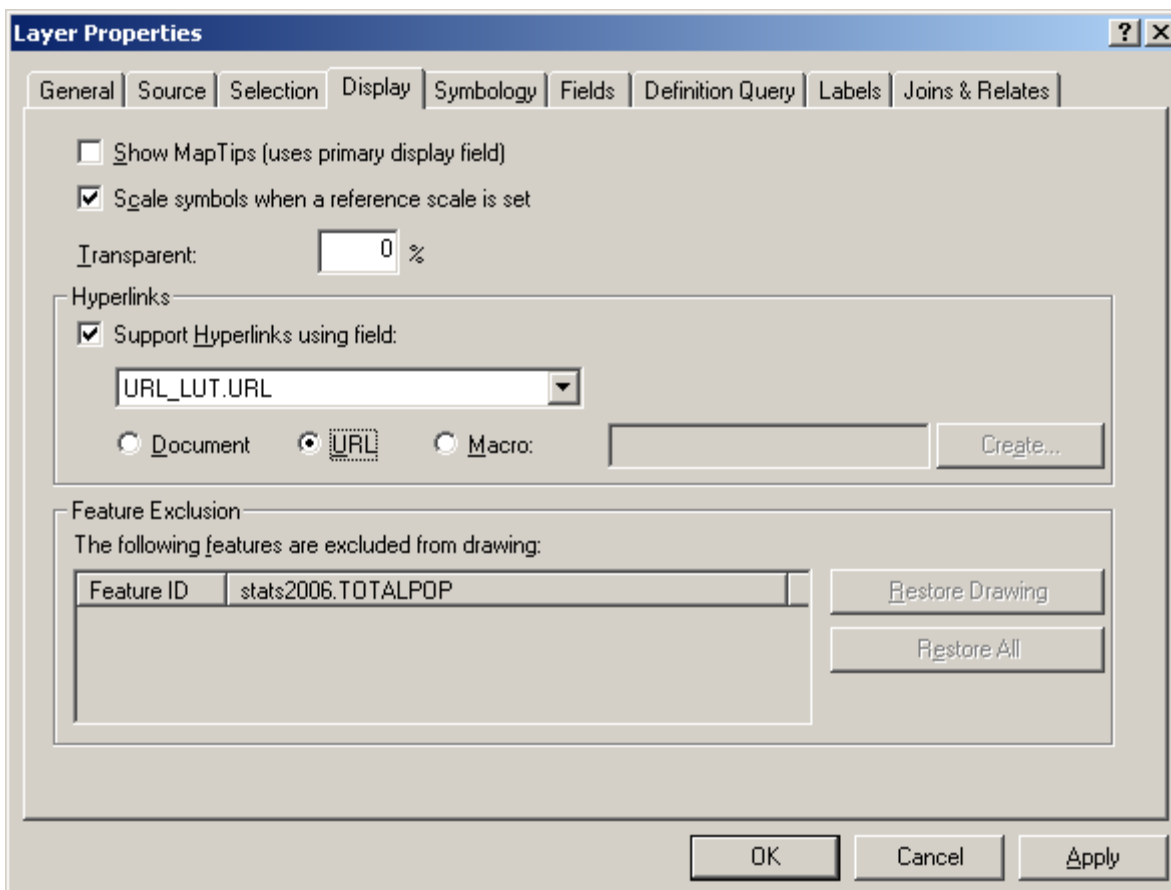 Layer Properties
General Source Selection Display Symbology Fields Definition Query Labels Joins & Relates
Show MapTips (uses primary display field)
Scale symbols when a reference scale is set
Transparent: 0 %
Hyperlinks
Support Hyperlinks using field:
URL_LUT.URL
Document URL Macro: Create...
Feature Exclusion
The following features are excluded from drawing:
Feature ID stats2006.TOTALPOP
Restore Drawing
Restore All
OK Cancel Apply